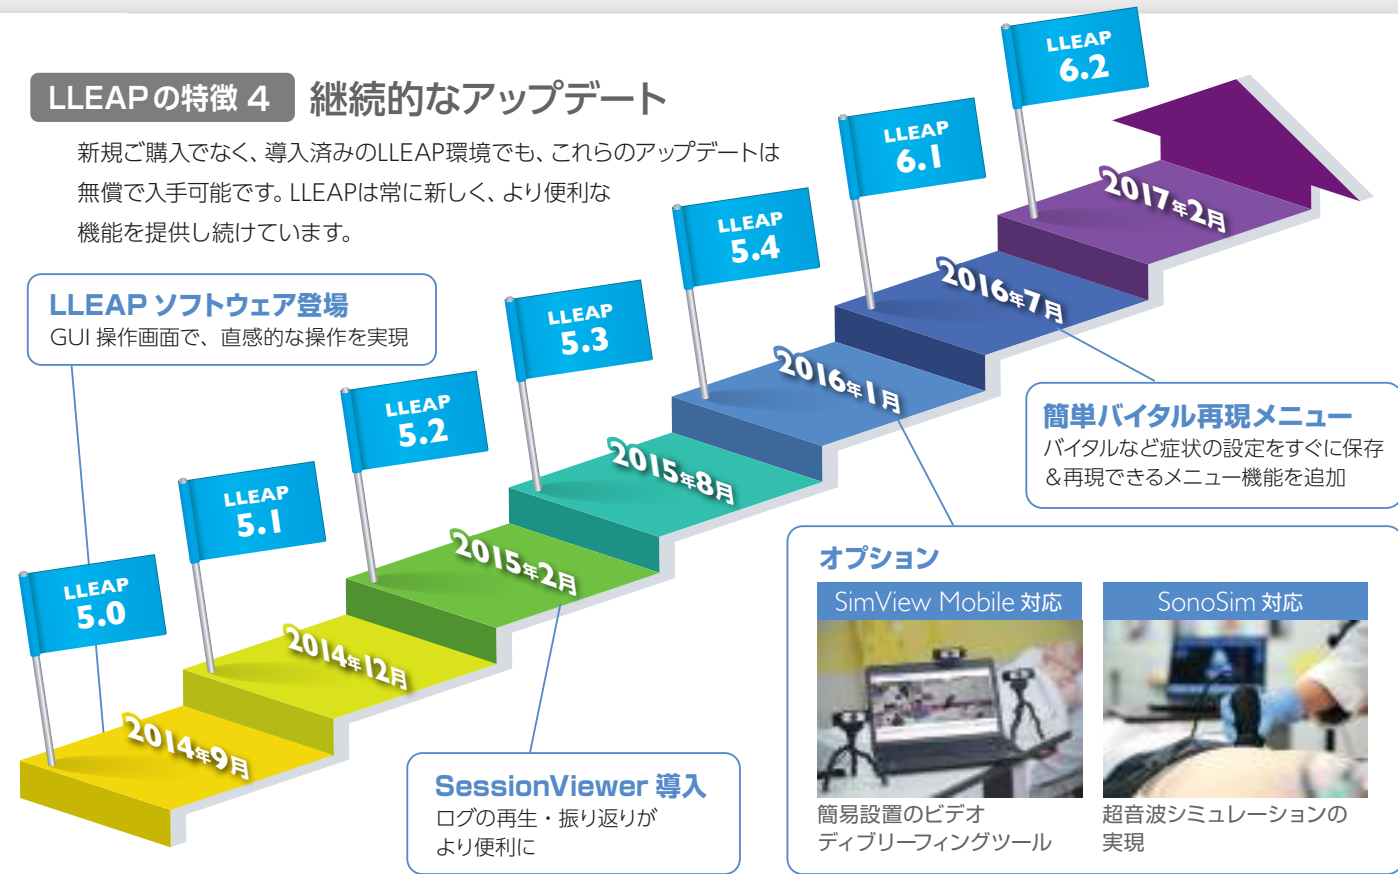 LLEAPの特徴 4 継続的なアップデート
新規ご購入でなく、導入済みのLLEAP環境でも、これらのアップデートは
無償で入手可能です。LLEAPは常に新しく、より便利な
機能を提供し続けています。
LLEAP ソフトウェア登場
GUI 操作画面で、直感的な操作を実現
LLEAP
5.0
2014年9月
LLEAP
5.1
2014年12月
LLEAP
5.2
2015年2月
SessionViewer 導入
ログの再生・振り返りが
より便利に
LLEAP
5.3
2015年8月
LLEAP
5.4
2016年1月
オプション
SimView Mobile 対応
簡易設置のビデオ
ディブリーフィングツール
SonoSim 対応
超音波シミュレーションの
実現
LLEAP
6.1
2016年7月
簡単バイタル再現メニュー
バイタルなど症状の設定をすぐに保存
＆再現できるメニュー機能を追加
LLEAP
6.2
2017年2月